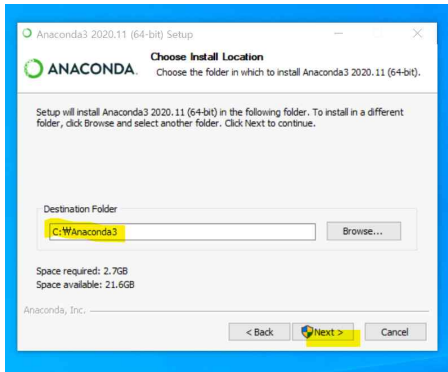 Anaconda3 2020.11 (64-bit) Setup
ANACONDA.
Choose Install Location
Choose the folder in which to install Anaconda3 2020.11 (64-bit).
Setup will install Anaconda3 2020.11 (64-bit) in the following folder. To install in a different
folder, click Browse and select another folder. Click Next to continue.
Destination Folder
C:₩Anaconda3
Browse...
Space required: 2.7GB
Space available: 21.6GB
Anaconda, Inc.
< Back
Next >
Cancel